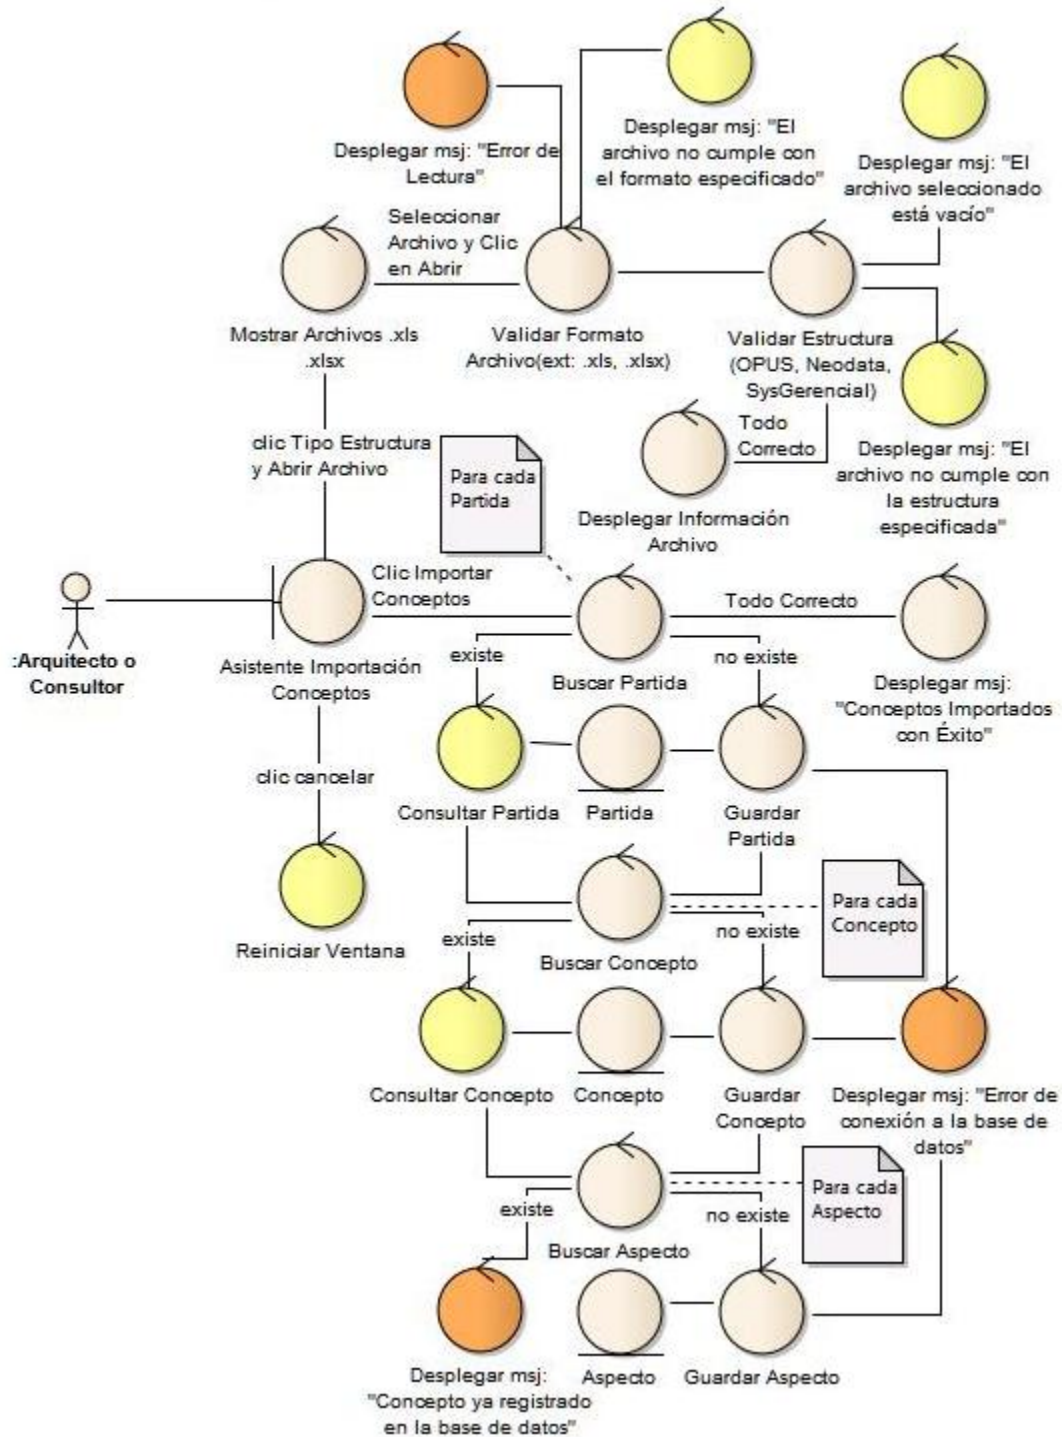 Desplegar msj: "Error de
Lectura"
Desplegar msj: "El
archivo no cumple con
el formato especificado"
Desplegar msj: "El
archivo seleccionado
está vacío"
Seleccionar
Archivo y Clic
en Abrir
Mostrar Archivos .xls
.xlsx
Validar Formato
Archivo(ext: .xls, .xlsx)
Validar Estructura
(OPUS, Neodata,
SysGerencial)
clic Tipo Estructura
y Abrir Archivo
Para cada
Partida
Todo
Correcto
Desplegar msj: "El
archivo no cumple con
la estructura
especificada"
Desplegar Información
Archivo
Clic Importar
Conceptos
Todo Correcto
:Arquitecto o
Consultor
Asistente Importación
Conceptos
existe
no existe
Buscar Partida
Desplegar msj:
"Conceptos Importados
con Éxito"
clic cancelar
Consultar Partida
Partida
Guardar
Partida
Reiniciar Ventana
existe
no existe
Buscar Concepto
Para cada
Concepto
Consultar Concepto
Concepto
Guardar
Concepto
Desplegar msj: "Error de
conexión a la base de
datos"
existe
no existe
Para cada
Aspecto
Buscar Aspecto
Desplegar msj:
"Concepto ya registrado
en la base de datos"
Aspecto
Guardar Aspecto